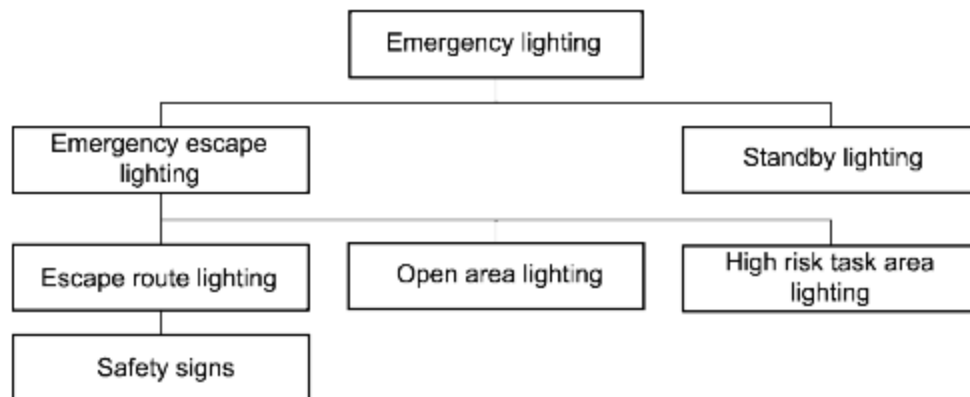 Emergency lighting
Emergency escape
lighting
Standby lighting
Escape route lighting
Open area lighting
High risk task area
lighting
Safety signs